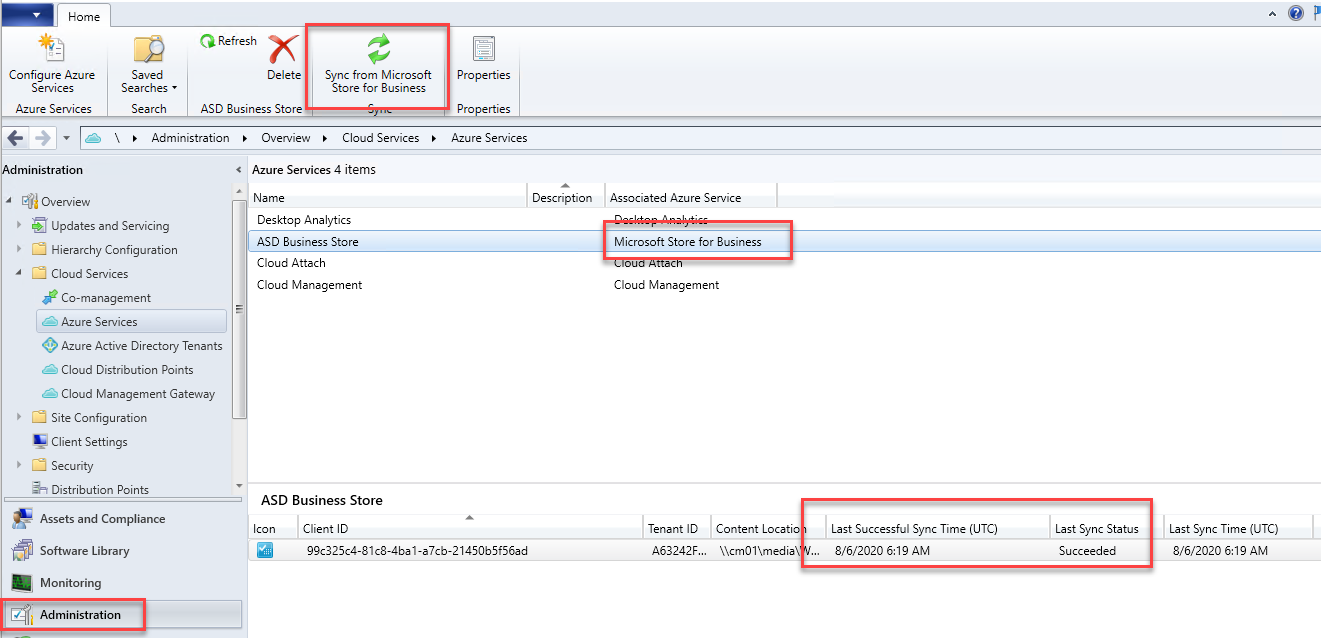 Home
Refresh
Configure Azure
Services
Saved
Searches
Delete
Sync from Microsoft
Store for Business
Properties
Azure Services
Search
ASD Business Store
Sync
Properties
\ Administration Overview Cloud Services Azure Services
Administration
Overview
Updates and Servicing
Hierarchy Configuration
Cloud Services
Co-management
Azure Services
Azure Active Directory Tenants
Cloud Distribution Points
Cloud Management Gateway
Site Configuration
Client Settings
Security
Distribution Points
Assets and Compliance
Software Library
Monitoring
Administration
Azure Services 4 items
Name Description Associated Azure Service
Desktop Analytics Desktop Analytics
ASD Business Store Microsoft Store for Business
Cloud Attach Cloud Attach
Cloud Management Cloud Management
ASD Business Store
Icon Client ID Tenant ID Content Location Last Successful Sync Time (UTC) Last Sync Status Last Sync Time (UTC)
99c325c4-81c8-4ba1-a7cb-21450b5f56ad A63242F... \\cm01\media\W... 8/6/2020 6:19 AM Succeeded 8/6/2020 6:19 AM